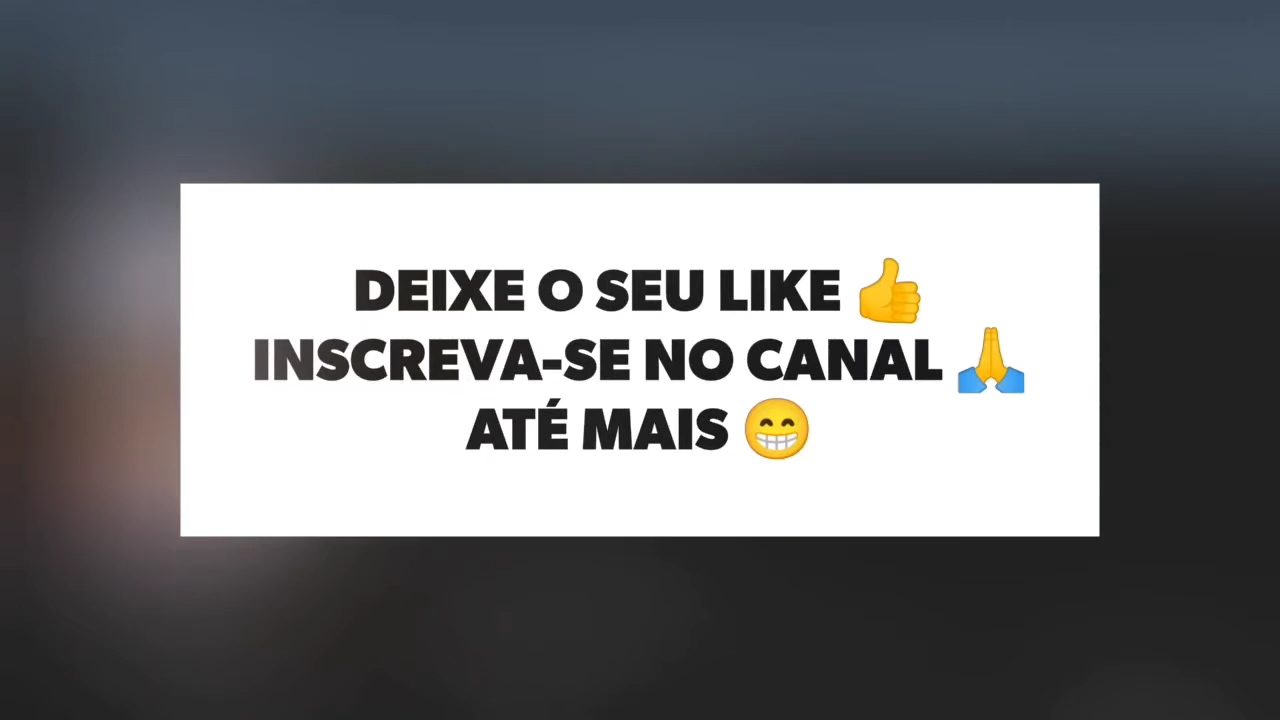 DEIXE O SEU LIKE 👍
INSCREVA-SE NO CANAL 🙏
ATÉ MAIS 😁